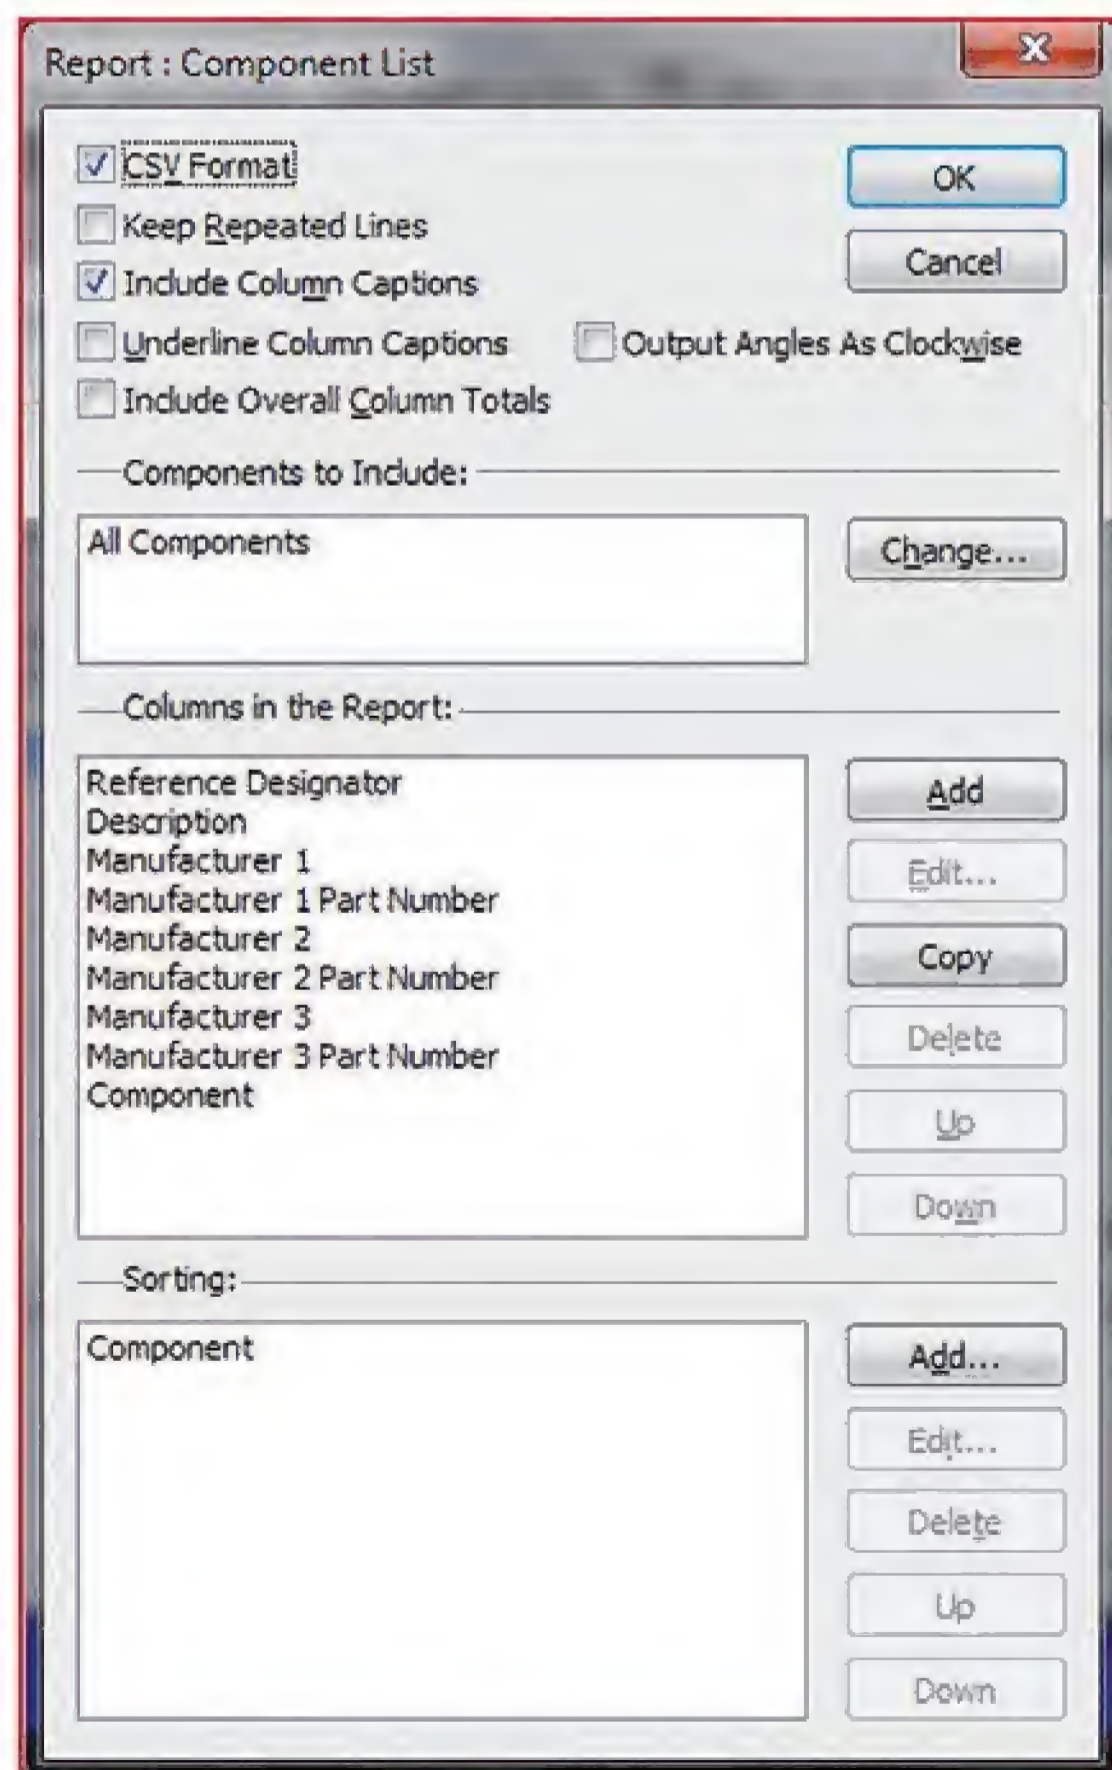 Report : Component List
CSV Format
OK
Keep Repeated Lines
Cancel
Include Column Captions
Underline Column Captions
Output Angles As Clockwise
Include Overall Column Totals
Components to Include:
All Components
Change...
Columns in the Report:
Reference Designator
Description
Manufacturer 1
Manufacturer 1 Part Number
Manufacturer 2
Manufacturer 2 Part Number
Manufacturer 3
Manufacturer 3 Part Number
Component
Add
Edit...
Copy
Delete
Up
Down
Sorting:
Component
Add...
Edit...
Delete
Up
Down